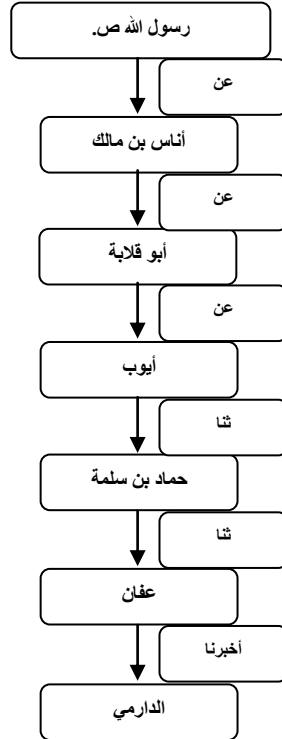 رسول الله ص.
عن
أناس بن مالك
عن
أبو قلابة
عن
أيوب
ثنا
حماد بن سلمة
ثنا
عفان
أخبرنا
الدارمي